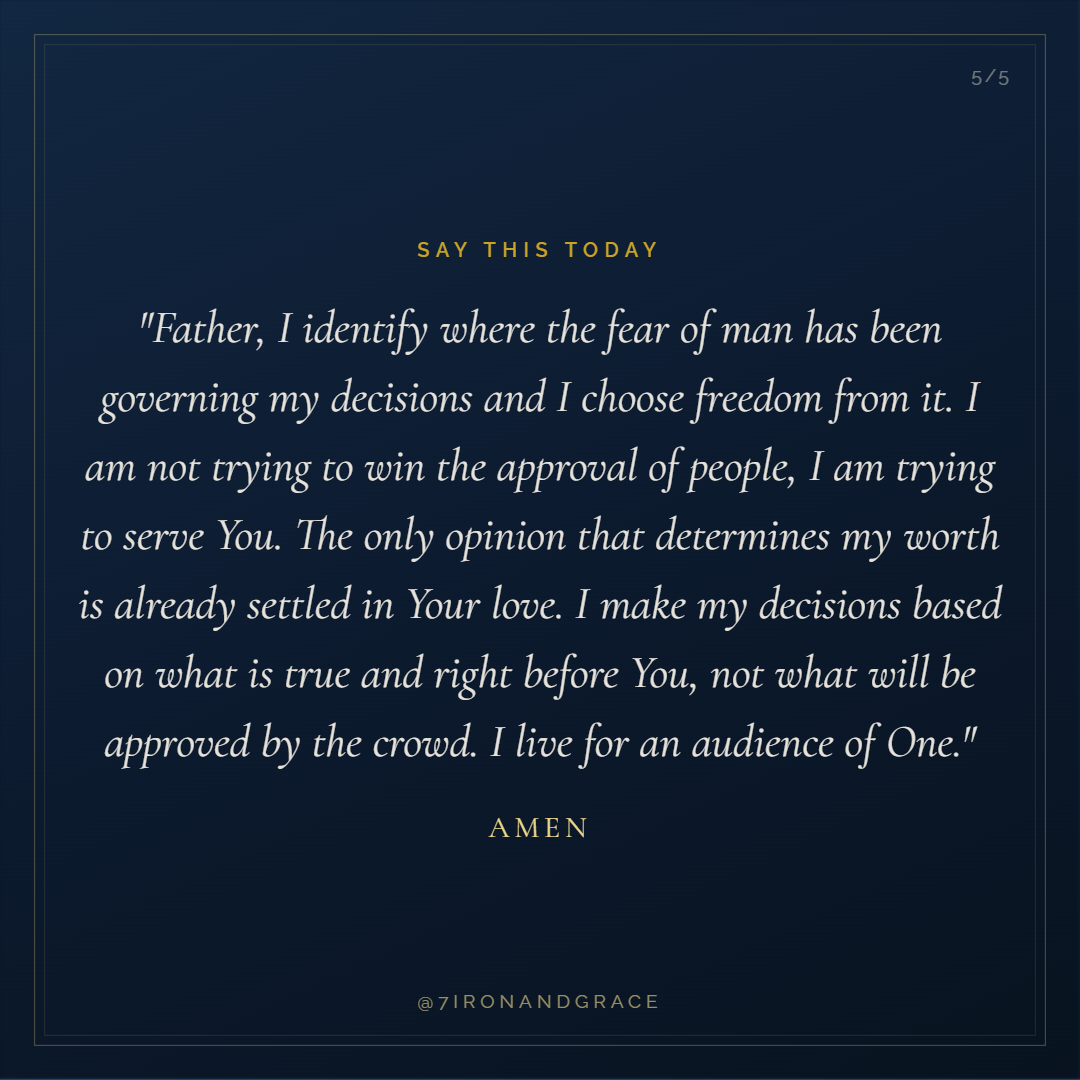 5/5
SAY THIS TODAY
"Father, I identify where the fear of man has been
governing my decisions and I choose freedom from it. I
am not trying to win the approval of people, I am trying
to serve You. The only opinion that determines my worth
is already settled in Your love. I make my decisions based
on what is true and right before You, not what will be
approved by the crowd. I live for an audience of One."
AMEN
@7IRONANDGRACE